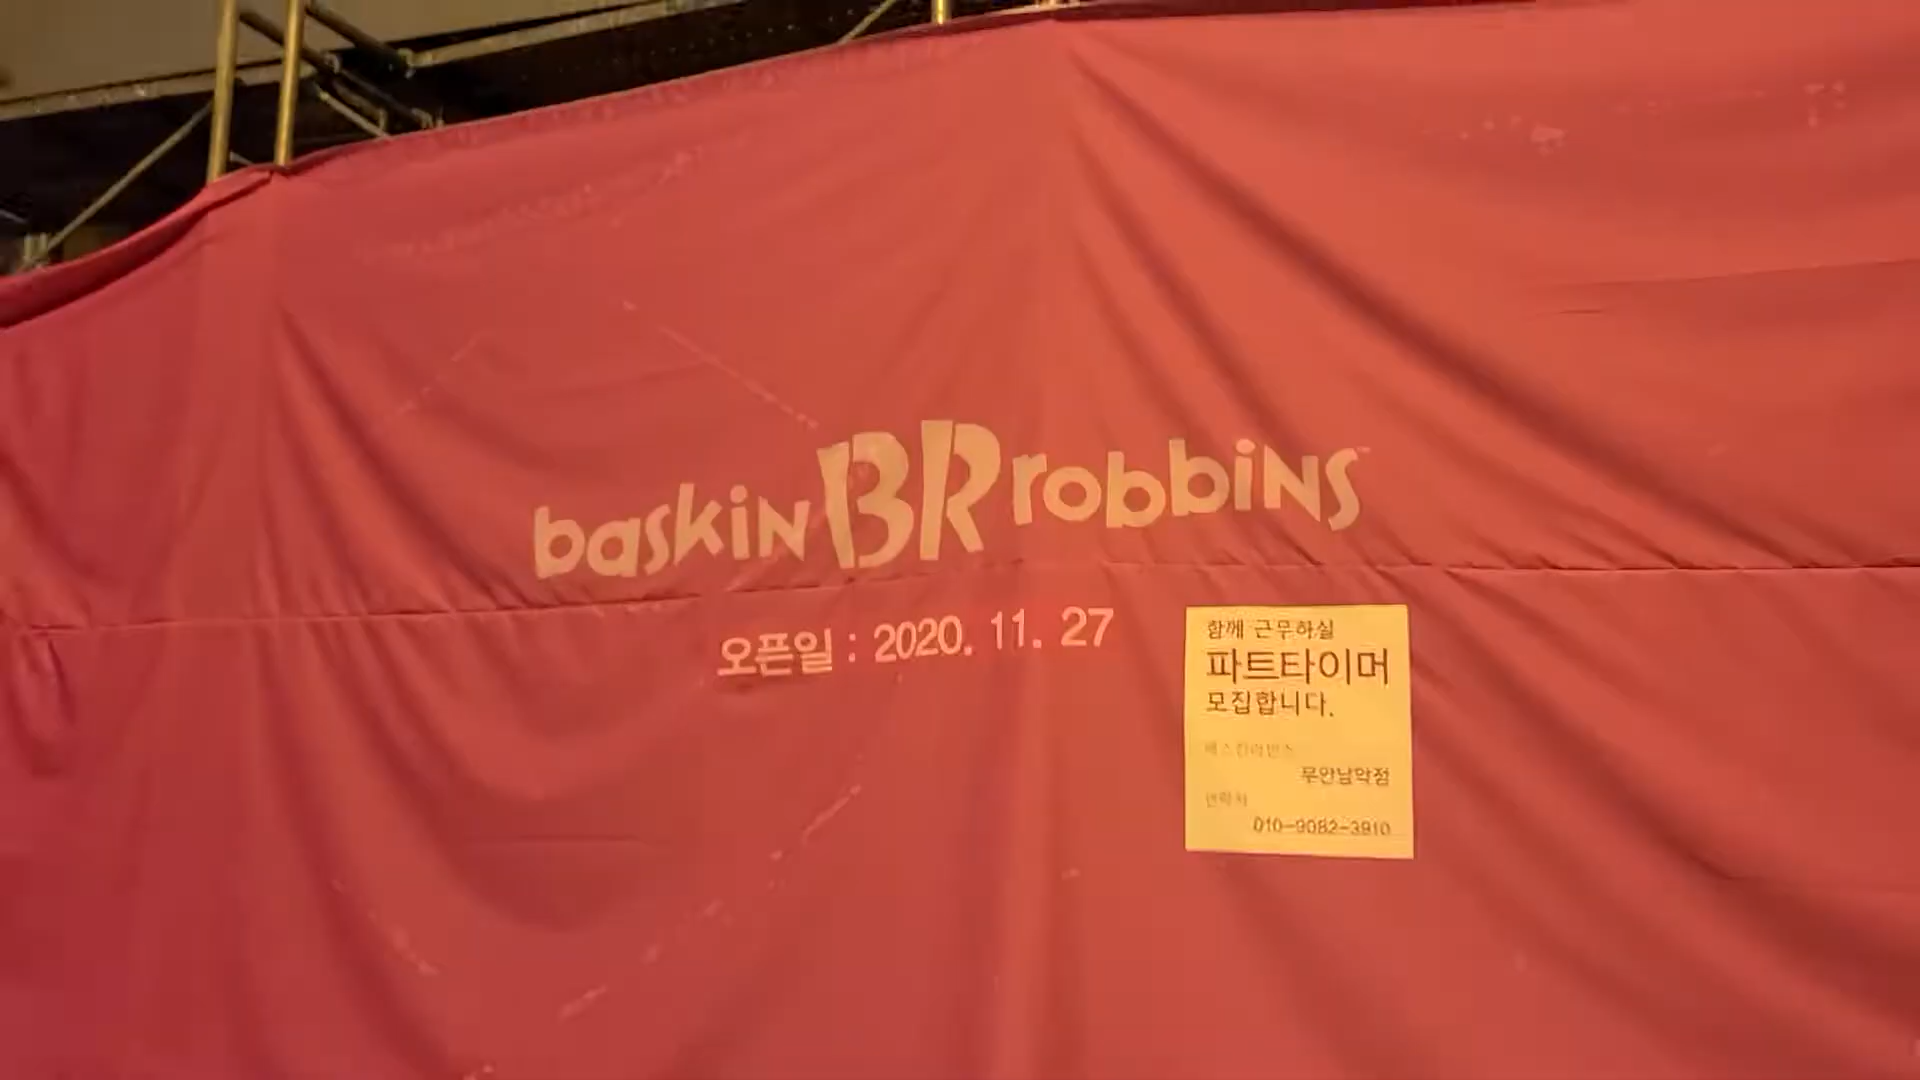 baskin BR robbins
오픈일 : 2020. 11. 27
함께 근무하실
파트타이머
모집합니다.
배스킨라빈스
무안남악점
연락처
010-9082-3910